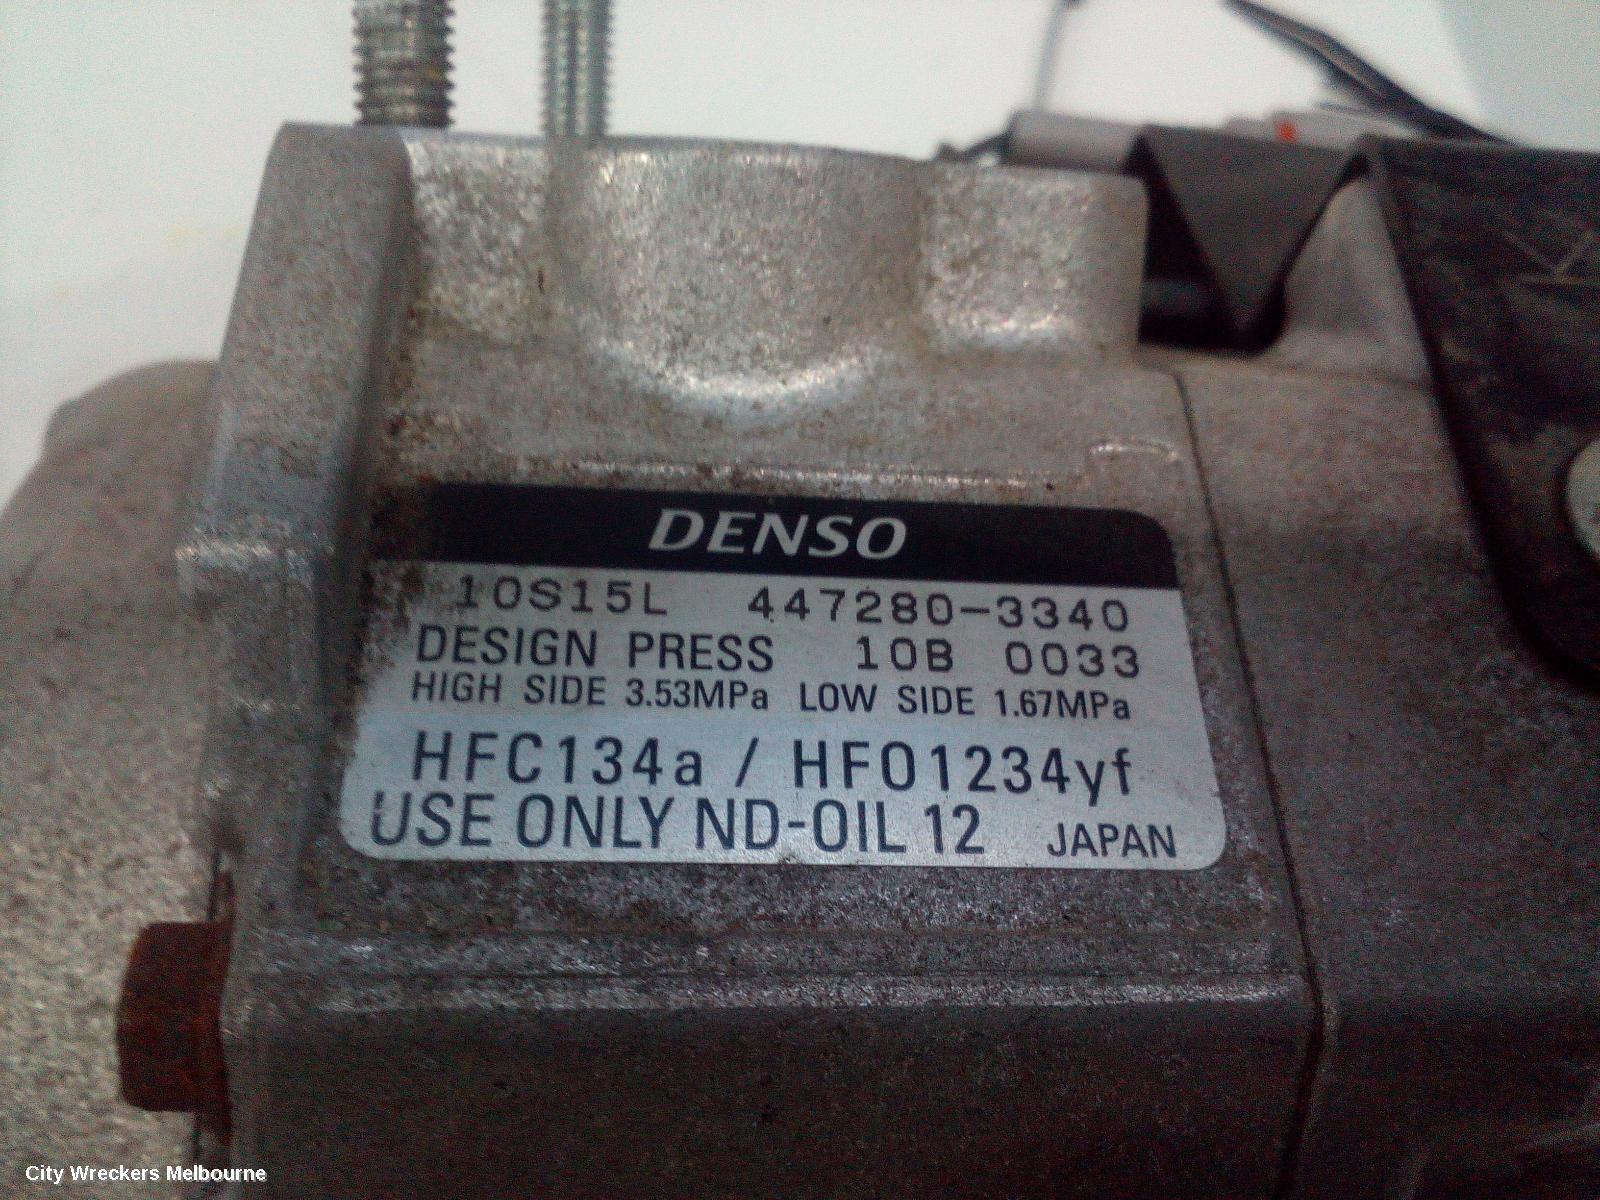 DENSO
10S15L 447280-3340
DESIGN PRESS 10B 0033
HIGH SIDE 3.53MPa LOW SIDE 1.67MPa
HFC134a / HFO1234yf
USE ONLY ND-OIL 12 JAPAN
City Wreckers Melbourne